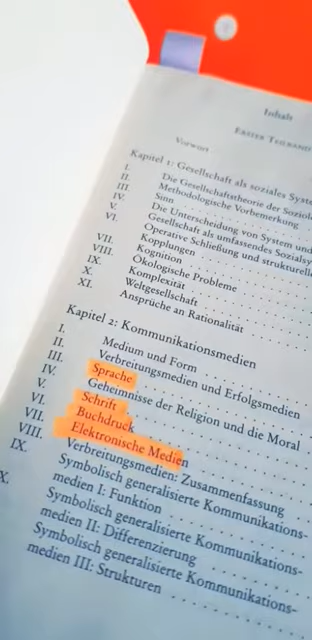 Inhalt
ERSTER TEILBAND
Vorwort
Kapitel 1: Gesellschaft als soziales
I. Die Gesellschaftstheorie der
II. Methodologische Vorbemerkung
III. Sinn
IV. Die Unterscheidung von System und
V. Gesellschaft als umfassendes
VI. Operative Schließung und
Kopplungen
VII. Kognition
VIII. Ökologische Probleme
IX. Komplexität
X. Weltgesellschaft
XI. Ansprüche an Rationalität
Kapitel 2: Kommunikationsmedien
I. Medium und Form
II. Verbreitungsmedien und Erfolgsmedien
III. Sprache
IV. Geheimnisse der Religion und die Moral
V. Schrift
VI. Buchdruck
VII. Elektronische Medien
VIII. Verbreitungsmedien: Zusammenfassung
IX. Symbolisch generalisierte Kommunikations-
medien I: Funktion
X. Symbolisch generalisierte Kommunikations-
medien II: Differenzierung
Symbolisch generalisierte Kommunikations-
medien III: Strukturen